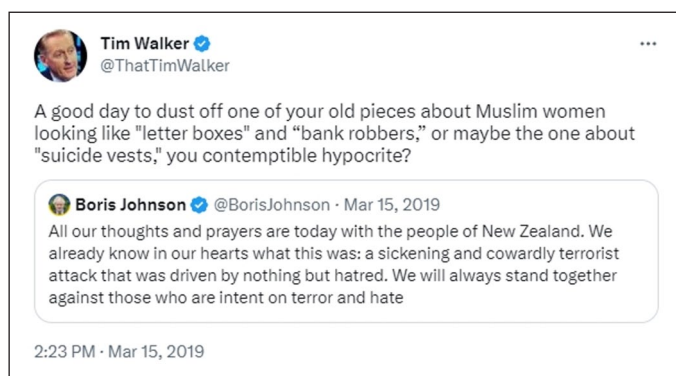 Tim Walker
@ThatTimWalker
A good day to dust off one of your old pieces about Muslim women
looking like "letter boxes" and “bank robbers,” or maybe the one about
"suicide vests," you contemptible hypocrite?
Boris Johnson @BorisJohnson · Mar 15, 2019
All our thoughts and prayers are today with the people of New Zealand. We
already know in our hearts what this was: a sickening and cowardly terrorist
attack that was driven by nothing but hatred. We will always stand together
against those who are intent on terror and hate
2:23 PM · Mar 15, 2019